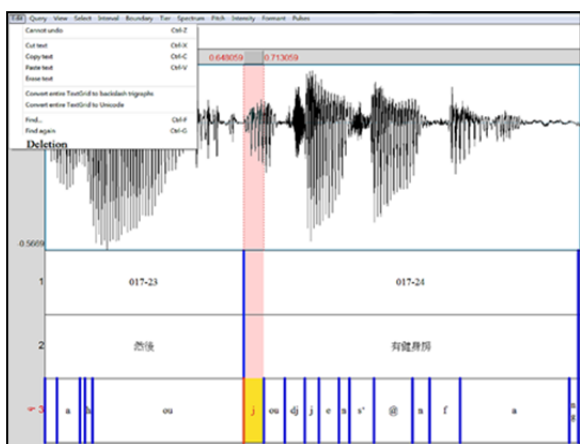 Edit Query View Select Interval Boundary Tier Spectrum Pitch Intensity Formant Pulses
Cannot undo Ctrl-Z
Cut text Ctrl-X
Copy text Ctrl-C
Paste text Ctrl-V
Erase text
Convert entire TextGrid to backslash trigraphs
Convert entire TextGrid to Unicode
Find... Ctrl-F
Find again Ctrl-G
Deletion
0.648059 0.713059
-0.5669
1 017-23 017-24
2 然後 有健身房
3 a h ou j ou dj j e n s' @ n f a